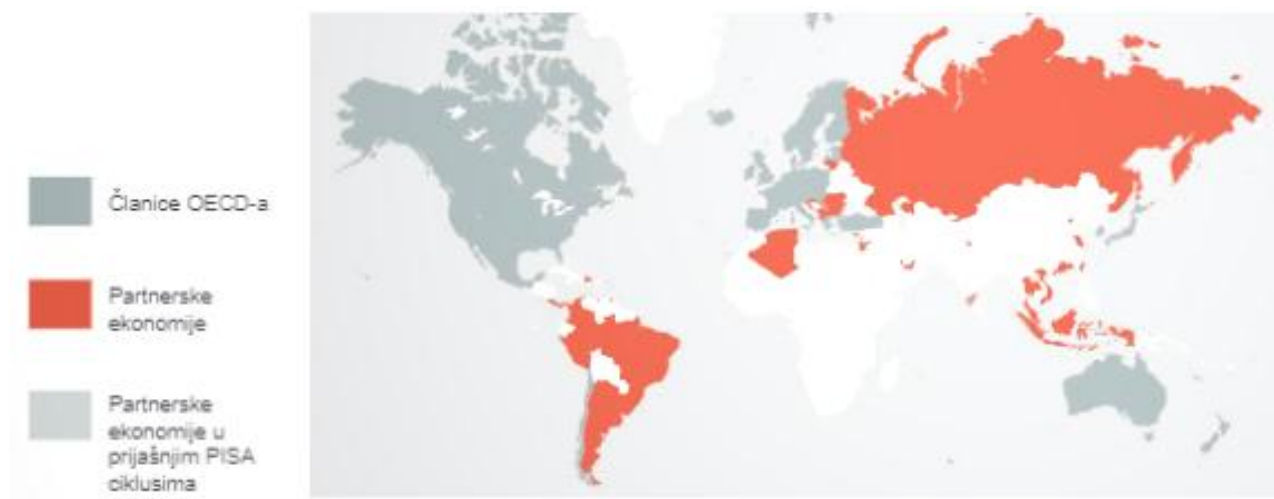 Članice OECD-a
Partnerske
ekonomije
Partnerske
ekonomije u
prijašnjim PISA
ciklusima